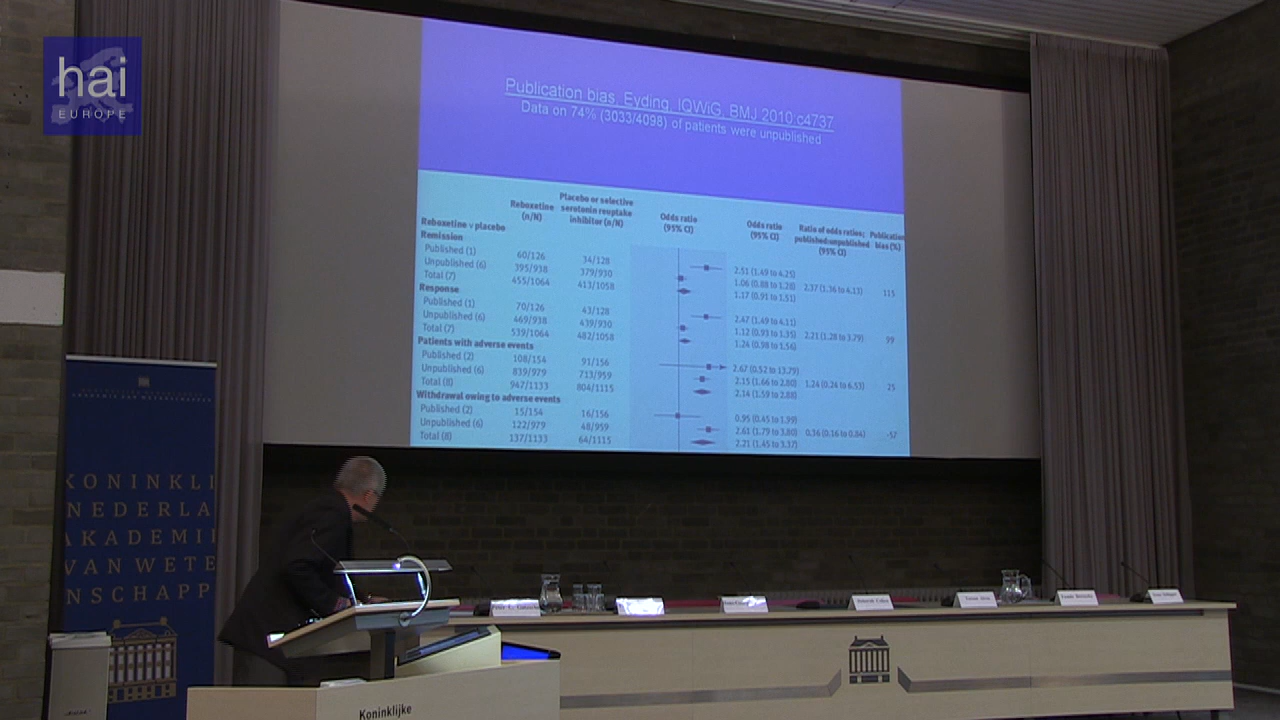 hai
EUROPE
Publication bias, Eyding, IQWiG, BMJ 2010:c4737
Data on 74% (3033/4098) of patients were unpublished
Reboxetine v placebo
Reboxetine (n/N)
Placebo or selective serotonin reuptake inhibitor (n/N)
Odds ratio (95% CI)
Odds ratio (95% CI)
Ratio of odds ratios; published:unpublished (95% CI)
Publication bias (%)
Remission
Published (1) 60/126 34/128 2.51 (1.49 to 4.25)
Unpublished (6) 395/938 379/930 1.06 (0.88 to 1.28) 2.37 (1.36 to 4.13) 115
Total (7) 455/1064 413/1058 1.17 (0.91 to 1.51)
Response
Published (1) 70/126 43/128 2.47 (1.49 to 4.11)
Unpublished (6) 469/938 439/930 1.12 (0.93 to 1.35) 2.21 (1.28 to 3.79) 99
Total (7) 539/1064 482/1058 1.24 (0.98 to 1.56)
Patients with adverse events
Published (2) 108/154 91/156 2.67 (0.52 to 13.79)
Unpublished (6) 839/979 713/959 2.15 (1.66 to 2.80) 1.24 (0.24 to 6.53) 25
Total (8) 947/1133 804/1115 2.14 (1.59 to 2.88)
Withdrawal owing to adverse events
Published (2) 15/154 16/156 0.95 (0.45 to 1.99)
Unpublished (6) 122/979 48/959 2.61 (1.79 to 3.80) 0.36 (0.16 to 0.84) -57
Total (8) 137/1133 64/1115 2.21 (1.45 to 3.37)
KONINKLI
NEDERLA
AKADEMI
VAN WETE
NSCHAPP
Koninklijke